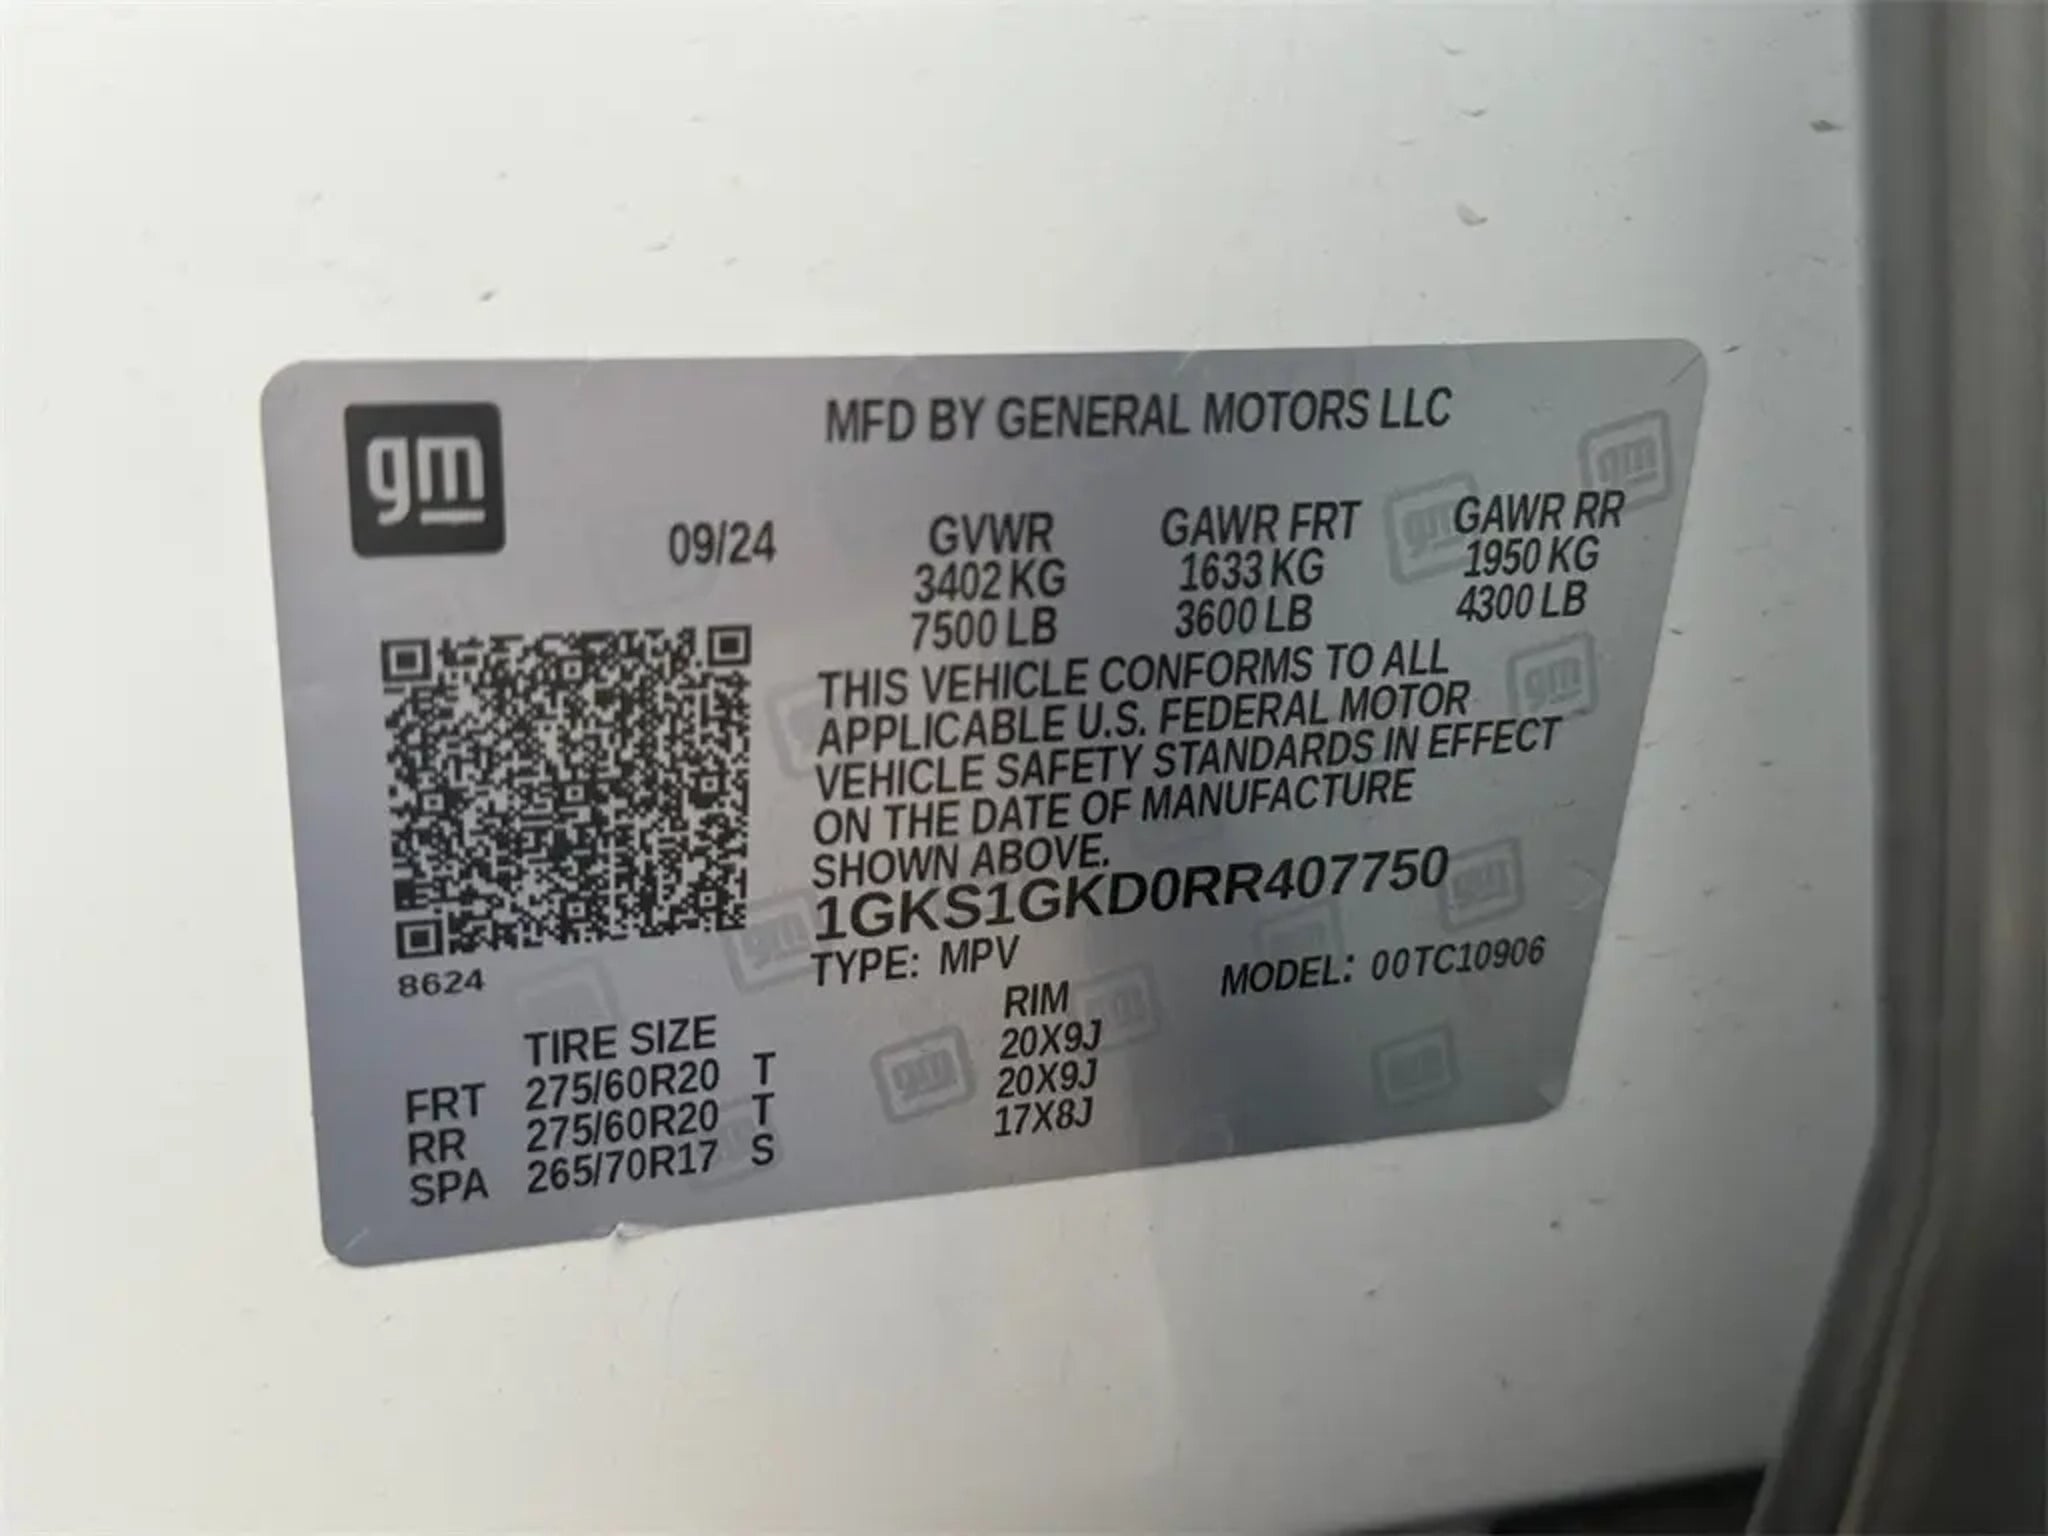 gm
MFD BY GENERAL MOTORS LLC
09/24 GVWR GAWR FRT GAWR RR
3402 KG 1633 KG 1950 KG
7500 LB 3600 LB 4300 LB
THIS VEHICLE CONFORMS TO ALL
APPLICABLE U.S. FEDERAL MOTOR
VEHICLE SAFETY STANDARDS IN EFFECT
ON THE DATE OF MANUFACTURE
SHOWN ABOVE.
1GKS1GKD0RR407750
TYPE: MPV MODEL: 00TC10906
8624
TIRE SIZE RIM
FRT 275/60R20 T 20X9J
RR 275/60R20 T 20X9J
SPA 265/70R17 S 17X8J